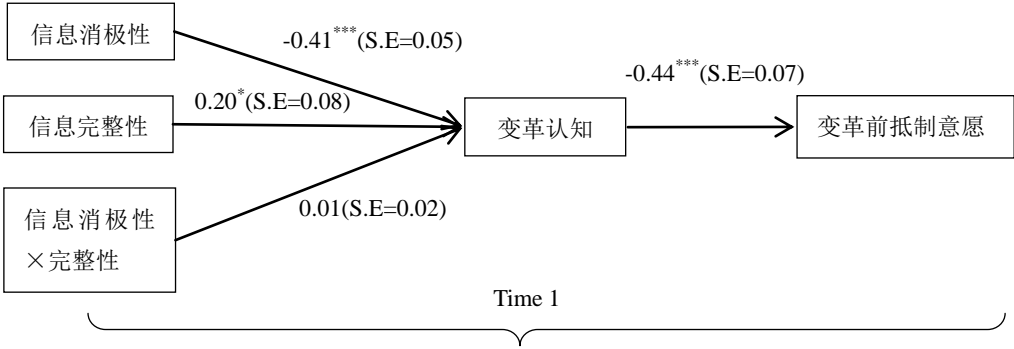 信息消极性
-0.41***(S.E=0.05)
-0.44***(S.E=0.07)
0.20*(S.E=0.08)
信息完整性
变革认知
变革前抵制意愿
0.01(S.E=0.02)
信息消极性
×完整性
Time 1